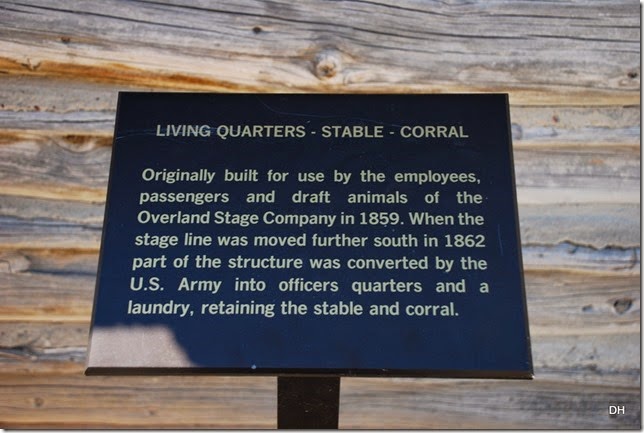 LIVING QUARTERS - STABLE - CORRAL
Originally built for use by the employees,
passengers and draft animals of the
Overland Stage Company in 1859. When the
stage line was moved further south in 1862
part of the structure was converted by the
U.S. Army into officers quarters and a
laundry, retaining the stable and corral.
DH